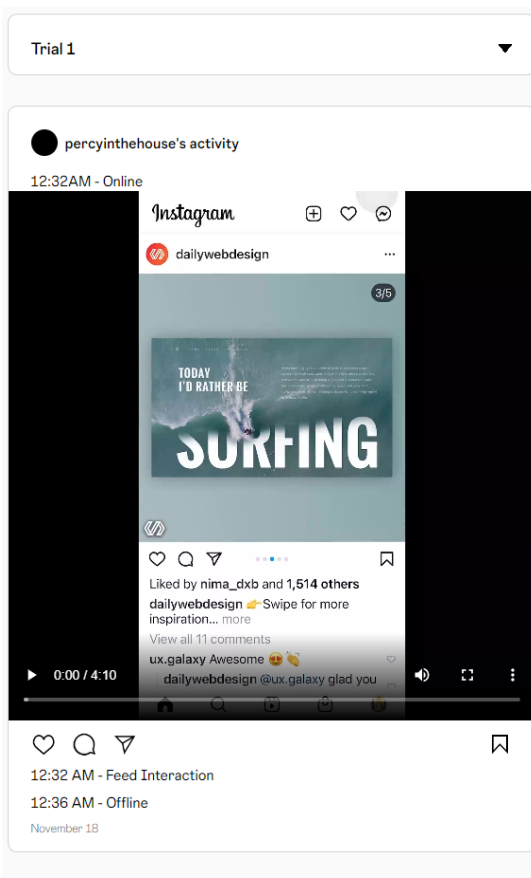 Trial 1
percyinthehouse's activity
12:32AM - Online
Instagram
dailywebdesign
3/5
TODAY
I'D RATHER BE
SURFING
Liked by nima_dxb and 1,514 others
dailywebdesign 👉Swipe for more
inspiration... more
View all 11 comments
ux.galaxy Awesome 😍👏
dailywebdesign @ux.galaxy glad you
0:00 / 4:10
12:32 AM - Feed Interaction
12:36 AM - Offline
November 18